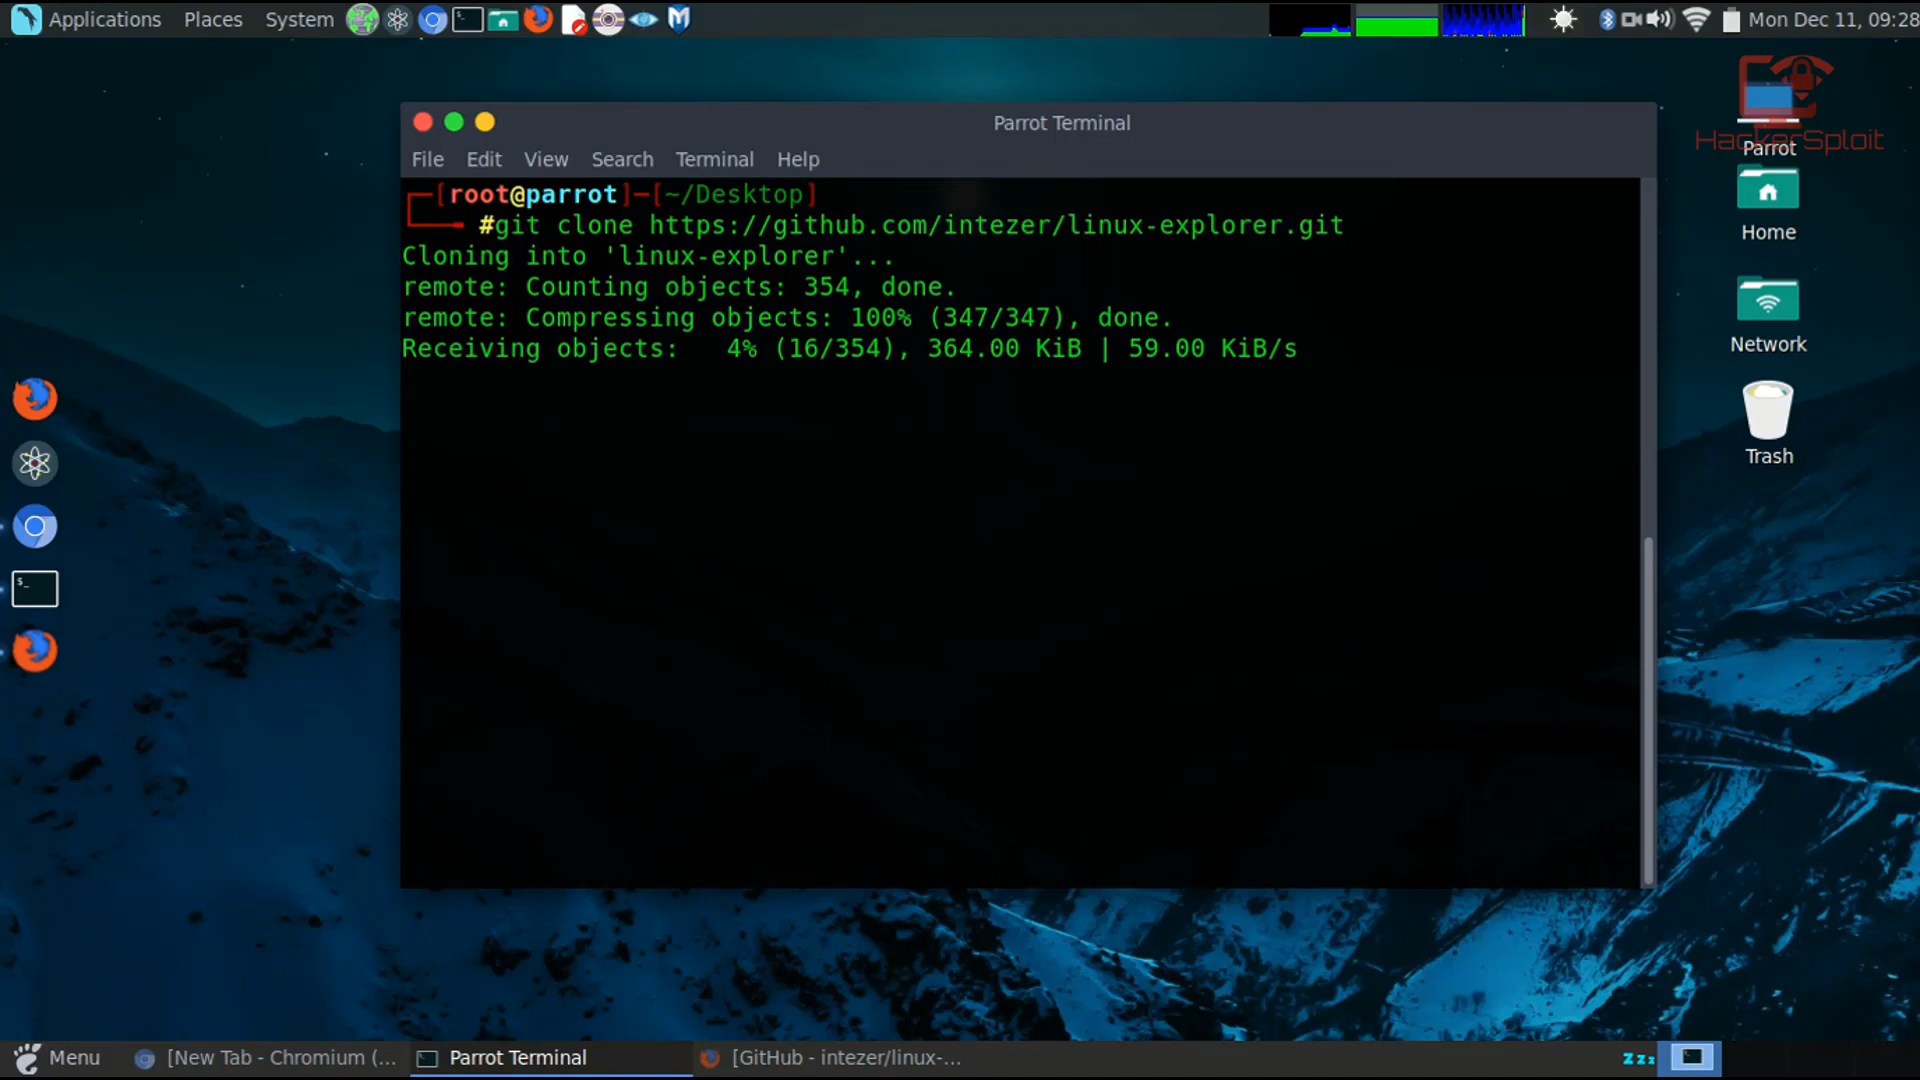 Applications Places System Mon Dec 11, 09:28
HackerSploit
Parrot
Parrot Terminal
File Edit View Search Terminal Help
[root@parrot]─[~/Desktop]
#git clone https://github.com/intezer/linux-explorer.git
Cloning into 'linux-explorer'...
remote: Counting objects: 354, done.
remote: Compressing objects: 100% (347/347), done.
Receiving objects:   4% (16/354), 364.00 KiB | 59.00 KiB/s
Home
Network
Trash
$_
Menu [New Tab - Chromium (... Parrot Terminal [GitHub - intezer/linux-... zzz